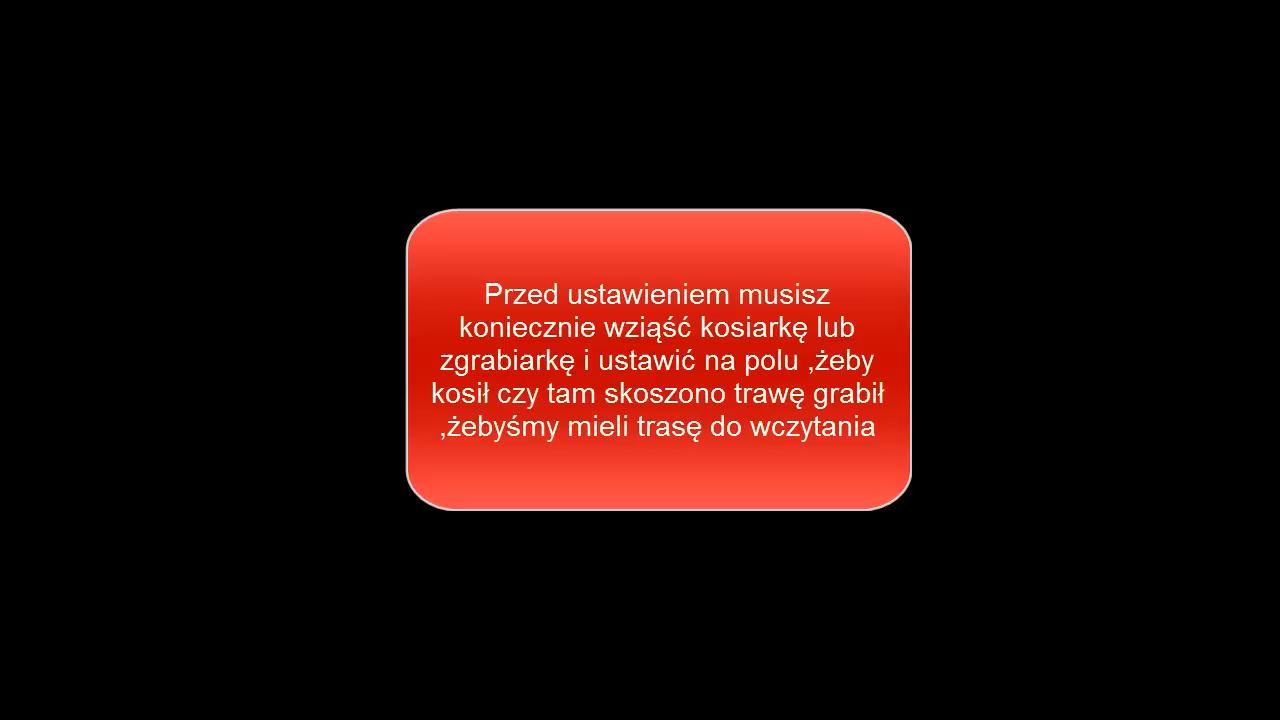 Przed ustawieniem musisz
koniecznie wziąść kosiarkę lub
zgrabiarkę i ustawić na polu ,żeby
kosił czy tam skoszono trawę grabił
,żebyśmy mieli trasę do wczytania